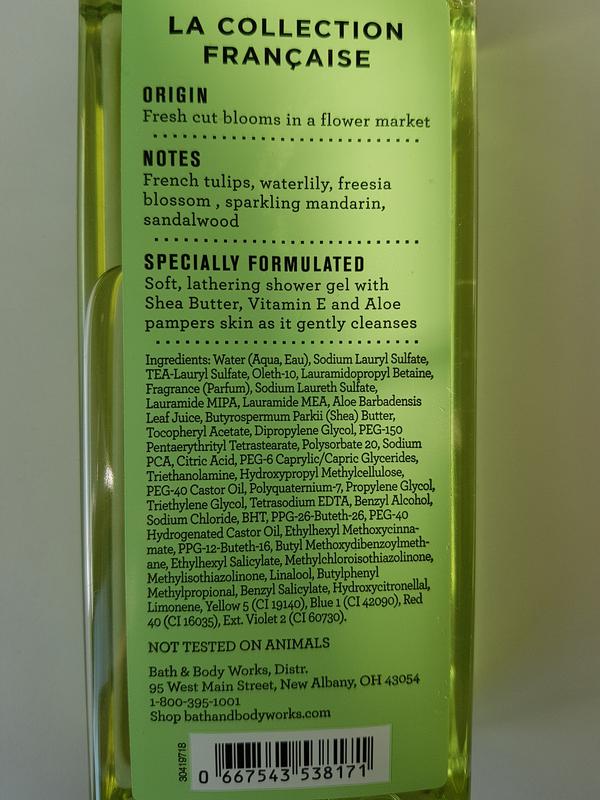 LA COLLECTION
FRANÇAISE
ORIGIN
Fresh cut blooms in a flower market
NOTES
French tulips, waterlily, freesia
blossom , sparkling mandarin,
sandalwood
SPECIALLY FORMULATED
Soft, lathering shower gel with
Shea Butter, Vitamin E and Aloe
pampers skin as it gently cleanses
Ingredients: Water (Aqua, Eau), Sodium Lauryl Sulfate,
TEA-Lauryl Sulfate, Oleth-10, Lauramidopropyl Betaine,
Fragrance (Parfum), Sodium Laureth Sulfate,
Lauramide MIPA, Lauramide MEA, Aloe Barbadensis
Leaf Juice, Butyrospermum Parkii (Shea) Butter,
Tocopheryl Acetate, Dipropylene Glycol, PEG-150
Pentaerythrityl Tetrastearate, Polysorbate 20, Sodium
PCA, Citric Acid, PEG-6 Caprylic/Capric Glycerides,
Triethanolamine, Hydroxypropyl Methylcellulose,
PEG-40 Castor Oil, Polyquaternium-7, Propylene Glycol,
Triethylene Glycol, Tetrasodium EDTA, Benzyl Alcohol,
Sodium Chloride, BHT, PPG-26-Buteth-26, PEG-40
Hydrogenated Castor Oil, Ethylhexyl Methoxycinna-
mate, PPG-12-Buteth-16, Butyl Methoxydibenzoylmeth-
ane, Ethylhexyl Salicylate, Methylchloroisothiazolinone,
Methylisothiazolinone, Linalool, Butylphenyl
Methylpropional, Benzyl Salicylate, Hydroxycitronellal,
Limonene, Yellow 5 (CI 19140), Blue 1 (CI 42090), Red
40 (CI 16035), Ext. Violet 2 (CI 60730).
NOT TESTED ON ANIMALS
Bath & Body Works, Distr.
95 West Main Street, New Albany, OH 43054
1-800-395-1001
Shop bathandbodyworks.com
30419718
0 667543 538171